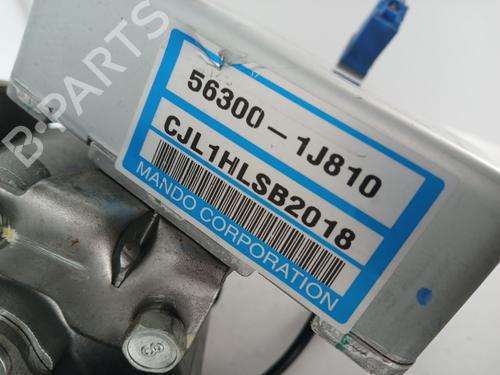 B-PARTS
56300-1J810
CJL1HLSB2018
MANDO CORPORATION